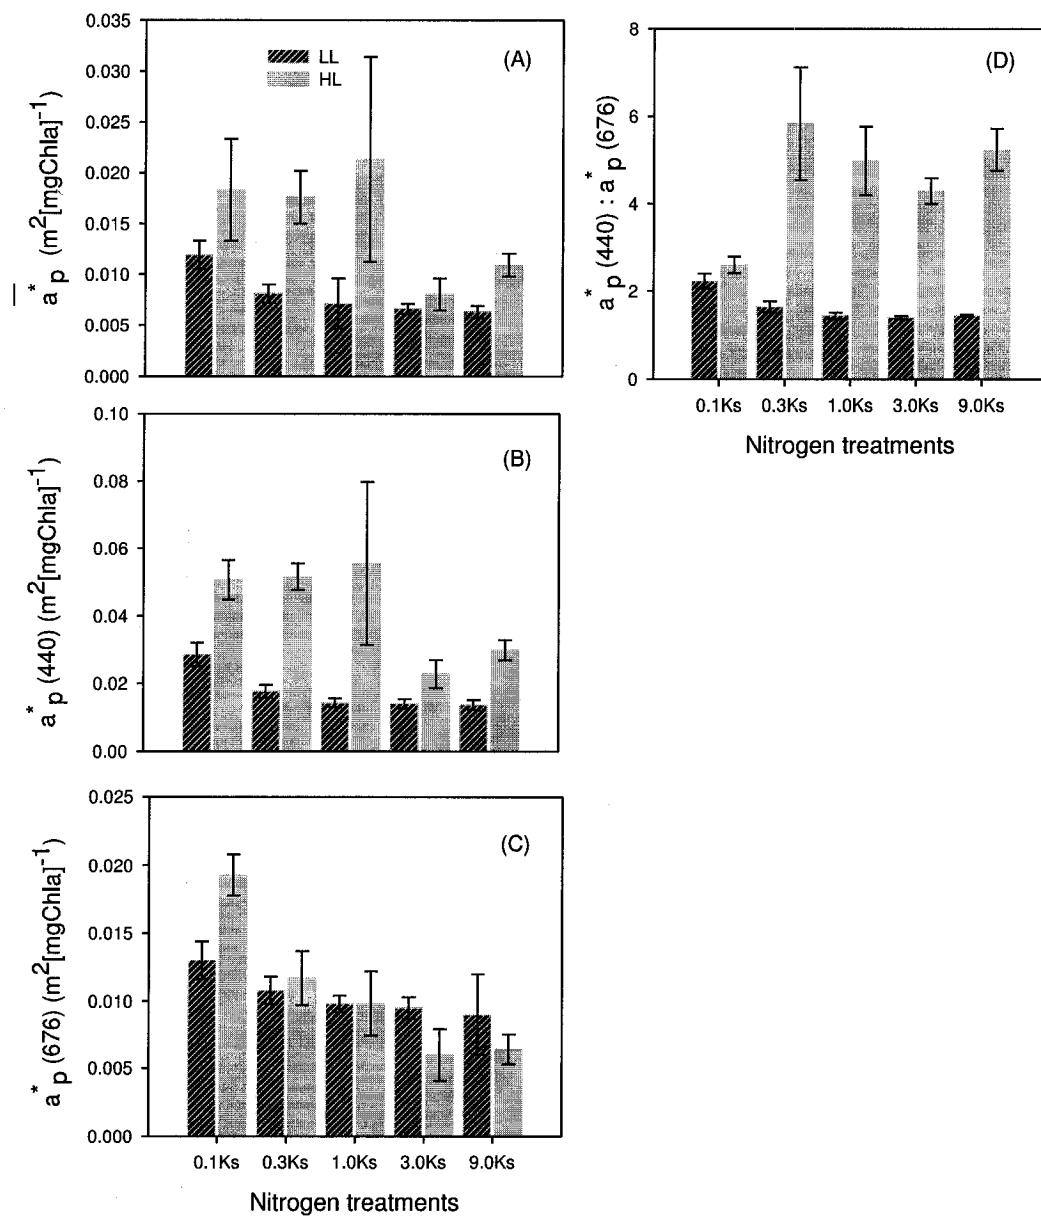 0.035
0.030
0.025
0.020
0.015
0.010
0.005
0.000
a*p (m2[mgChla]-1)
LL
HL
(A)
0.10
0.08
0.06
0.04
0.02
0.00
a*p (440) (m2[mgChla]-1)
(B)
0.025
0.020
0.015
0.010
0.005
0.000
a*p (676) (m2[mgChla]-1)
(C)
0.1Ks 0.3Ks 1.0Ks 3.0Ks 9.0Ks
Nitrogen treatments
8
6
4
2
0
a*p (440) : a*p (676)
(D)
0.1Ks 0.3Ks 1.0Ks 3.0Ks 9.0Ks
Nitrogen treatments